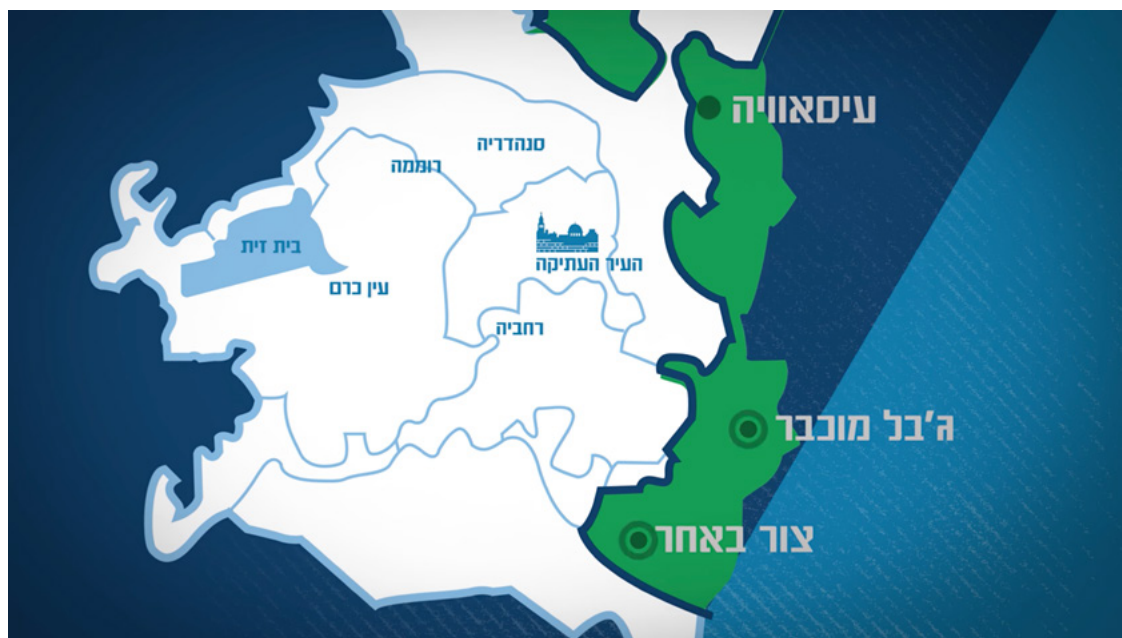 עיסאוויה
סנהדריה
רוממה
בית זית
העיר העתיקה
עין כרם
רחביה
ג'בל מוכבר
צור באחר